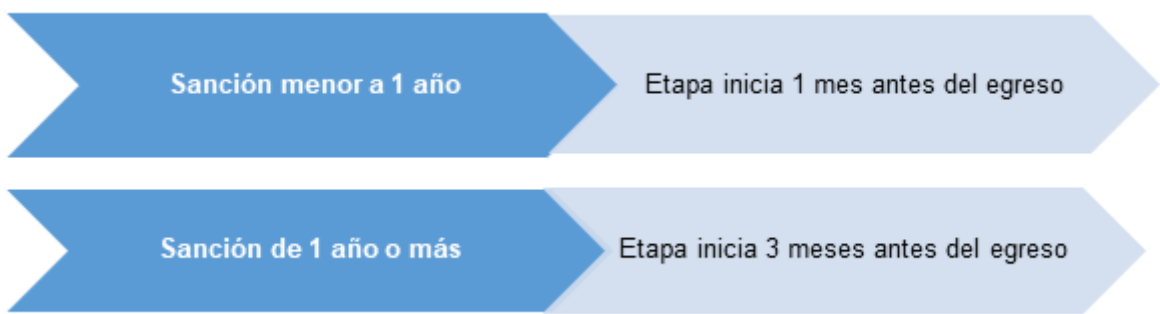 Sanción menor a 1 año
Etapa inicia 1 mes antes del egreso
Sanción de 1 año o más
Etapa inicia 3 meses antes del egreso